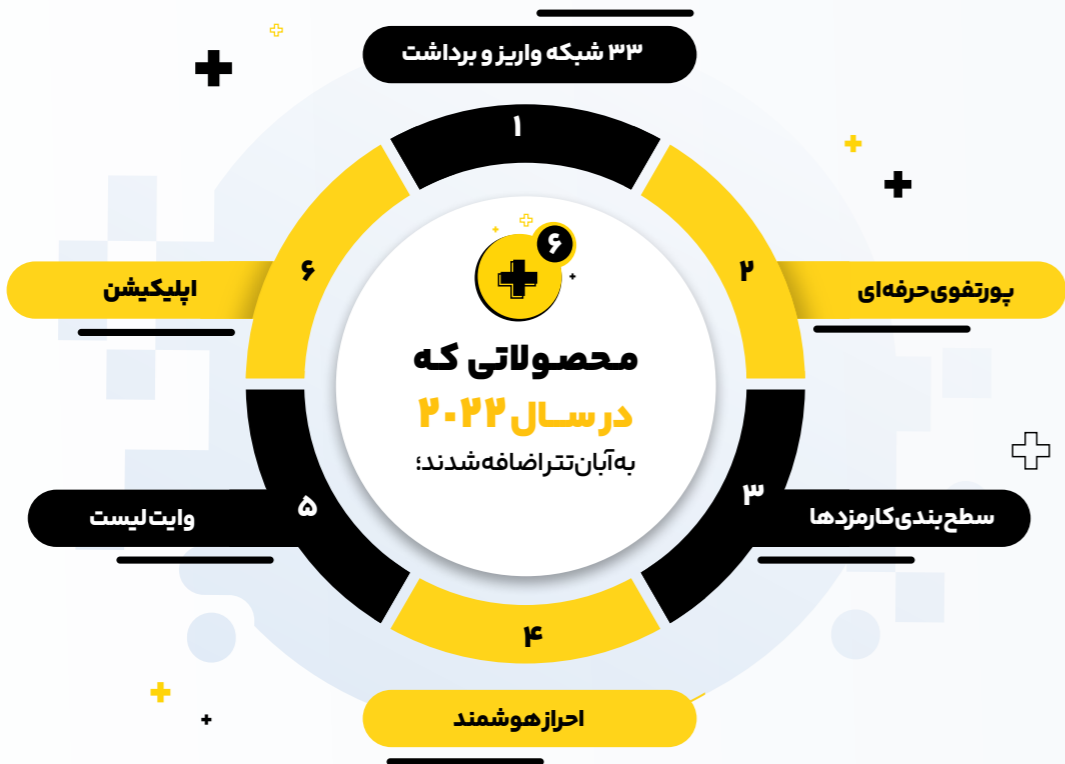 ۳۳ شبکه واریز و برداشت
۱
۲
پورتفوی حرفه‌ای
۳
سطح‌بندی کارمزدها
۴
احراز هوشمند
۵
وایت لیست
۶
اپلیکیشن
۶
محصولاتی که
در سال ۲۰۲۲
به آبان‌تتر اضافه شدند؛